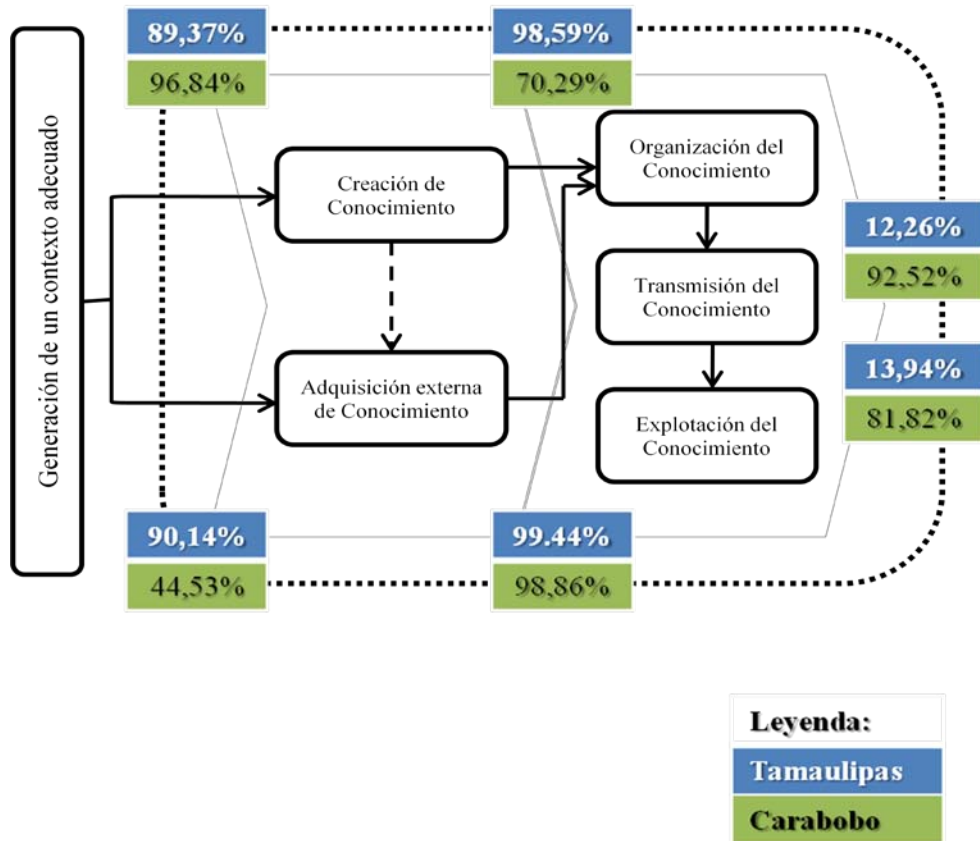 89,37%
96,84%
98,59%
70,29%
Generación de un contexto adecuado
Creación de
Conocimiento
Adquisición externa
de Conocimiento
Organización del
Conocimiento
Transmisión del
Conocimiento
Explotación del
Conocimiento
12,26%
92,52%
13,94%
81,82%
90,14%
44,53%
99.44%
98,86%
Leyenda:
Tamaulipas
Carabobo